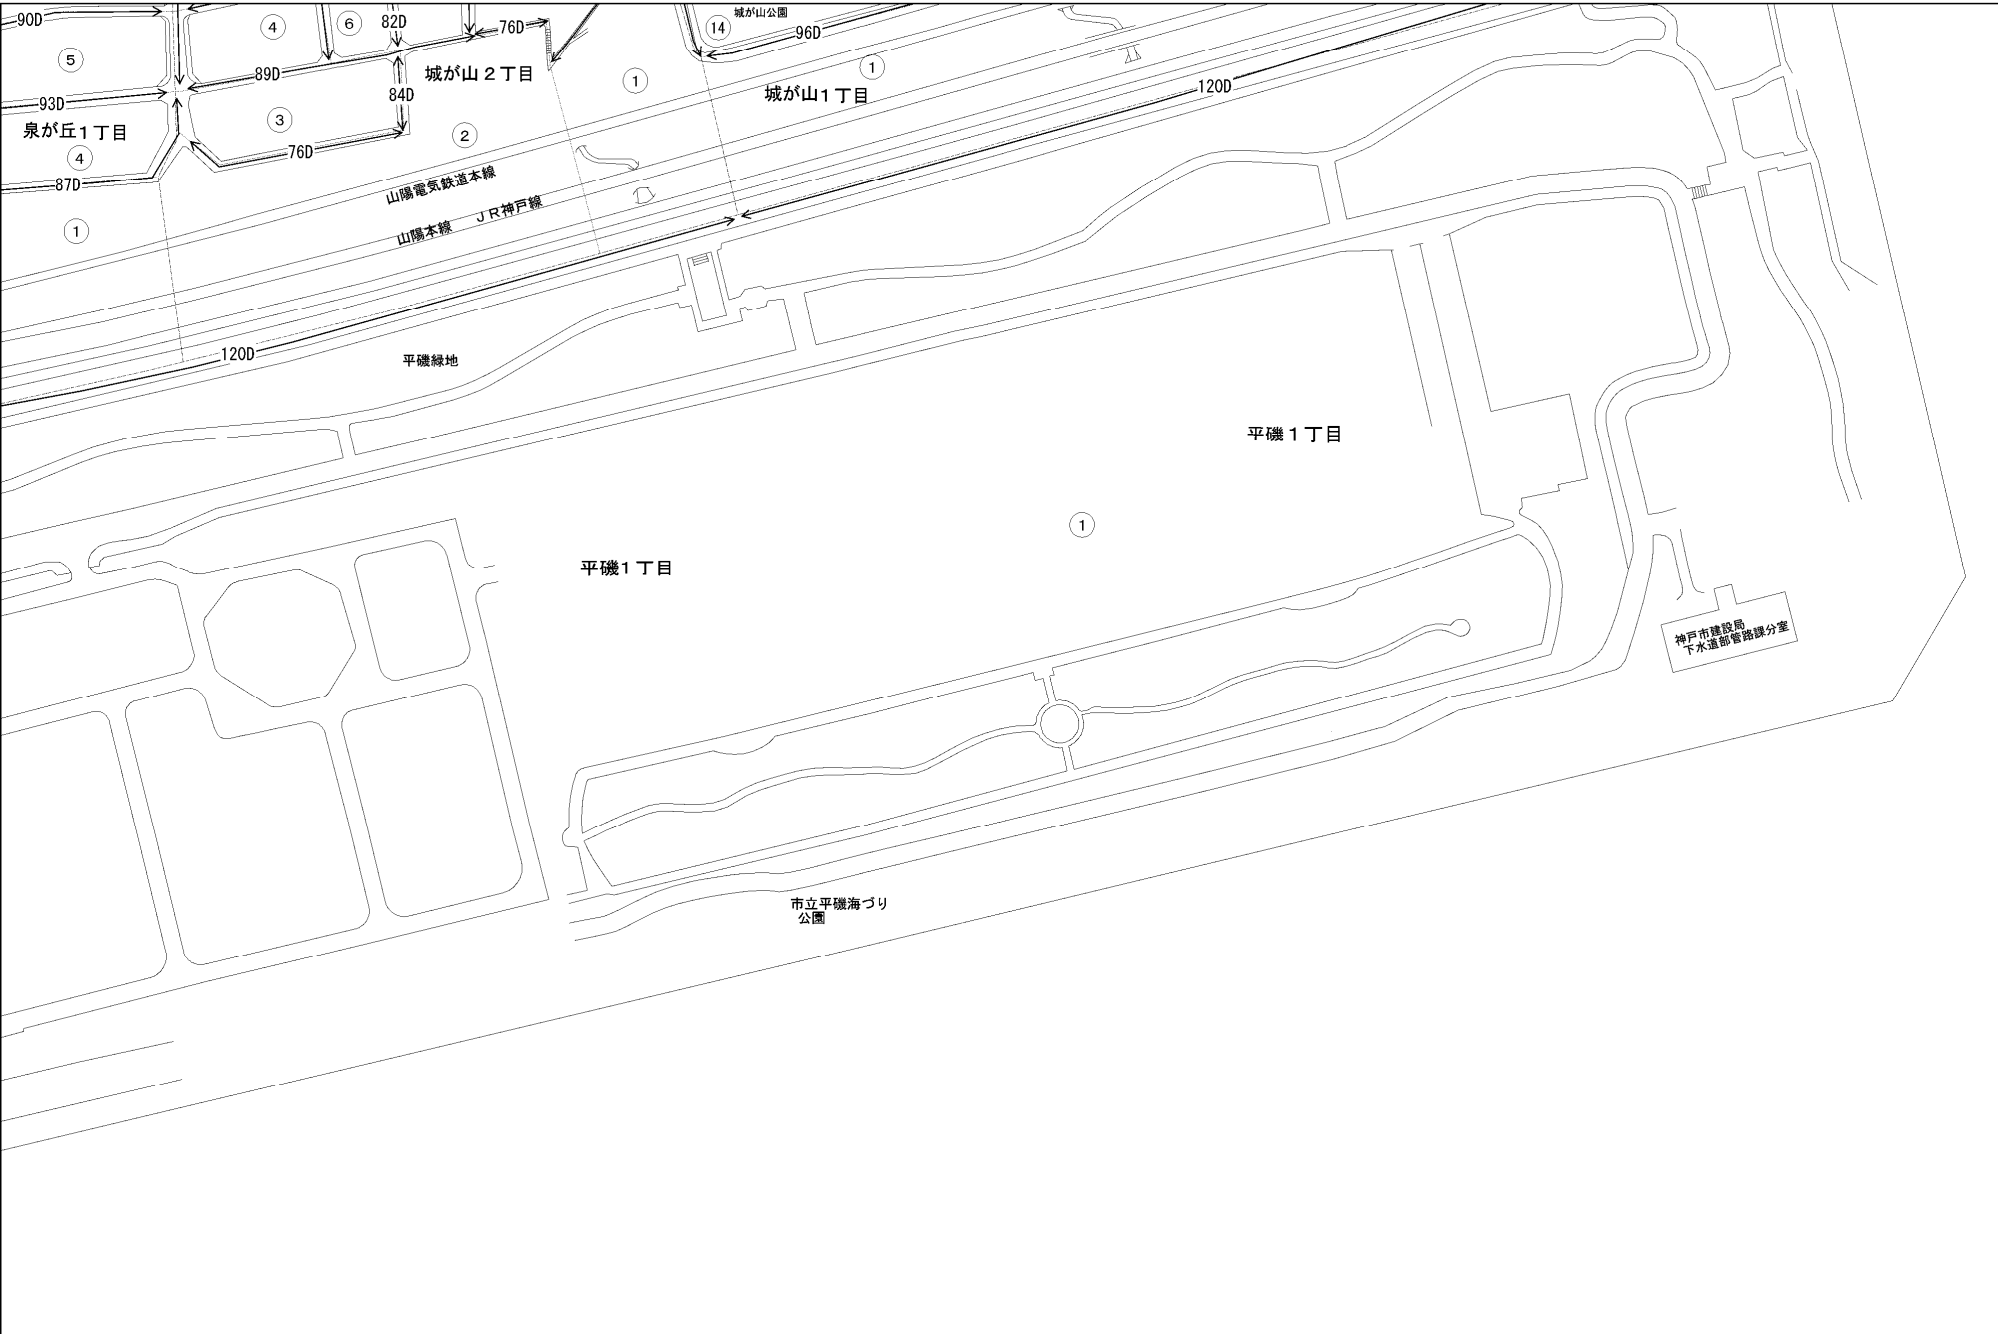 90D
④
⑥
82D
76D
⑭
城が山公園
96D
⑤
89D
城が山２丁目
①
①
城が山１丁目
120D
93D
84D
泉が丘１丁目
③
②
④
76D
87D
山陽電気鉄道本線
ＪＲ神戸線
山陽本線
①
120D
平磯緑地
平磯１丁目
①
平磯１丁目
神戸市建設局
下水道部管路課分室
市立平磯海づり
公園